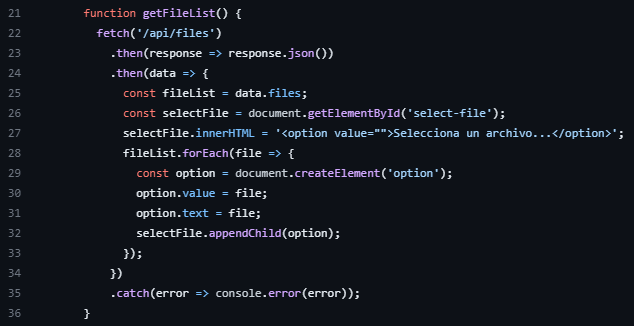 21 function getFileList() {
22 fetch('/api/files')
23 .then(response => response.json())
24 .then(data => {
25 const fileList = data.files;
26 const selectFile = document.getElementById('select-file');
27 selectFile.innerHTML = '<option value="">Selecciona un archivo...</option>';
28 fileList.forEach(file => {
29 const option = document.createElement('option');
30 option.value = file;
31 option.text = file;
32 selectFile.appendChild(option);
33 });
34 })
35 .catch(error => console.error(error));
36 }